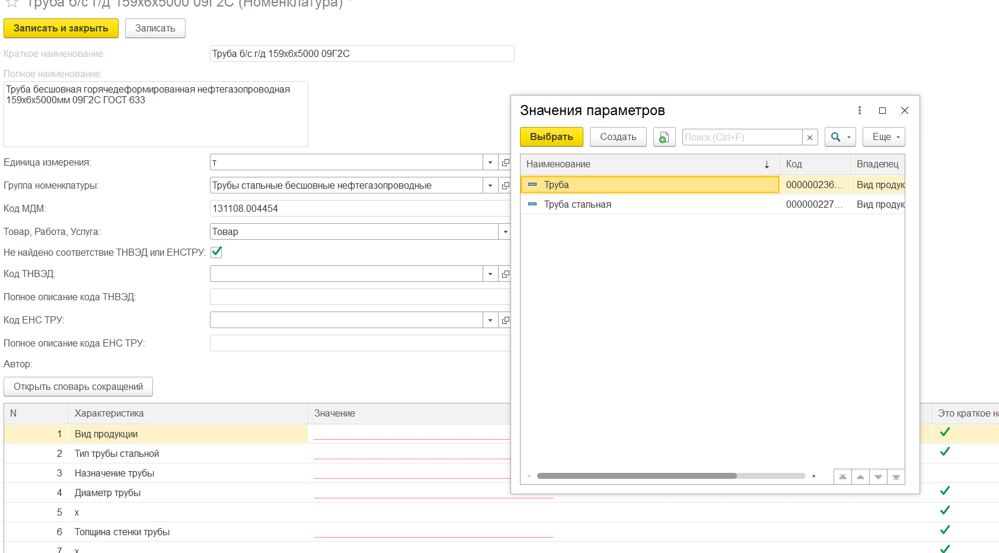 Труба б/с г/д 159х6х5000 09Г2С (Номенклатура) *
Записать и закрыть
Записать
Краткое наименование:
Труба б/с г/д 159х6х5000 09Г2С
Полное наименование:
Труба бесшовная горячедеформированная нефтегазопроводная
159х6х5000мм 09Г2С ГОСТ 633
Единица измерения:
т
Группа номенклатуры:
Трубы стальные бесшовные нефтегазопроводные
Код МДМ:
131108.004454
Товар, Работа, Услуга:
Товар
Не найдено соответствие ТНВЭД или ЕНСТРУ:
Код ТНВЭД:
Полное описание кода ТНВЭД:
Код ЕНС ТРУ:
Полное описание кода ЕНС ТРУ:
Автор:
Открыть словарь сокращений
N Характеристика Значение Это краткое на
1 Вид продукции
2 Тип трубы стальной
3 Назначение трубы
4 Диаметр трубы
5 х
6 Толщина стенки трубы
7 х
Значения параметров
Выбрать
Создать
Поиск (Ctrl+F)
Еще
Наименование Код Владелец
Труба 000000236... Вид продук
Труба стальная 000000227... Вид продук